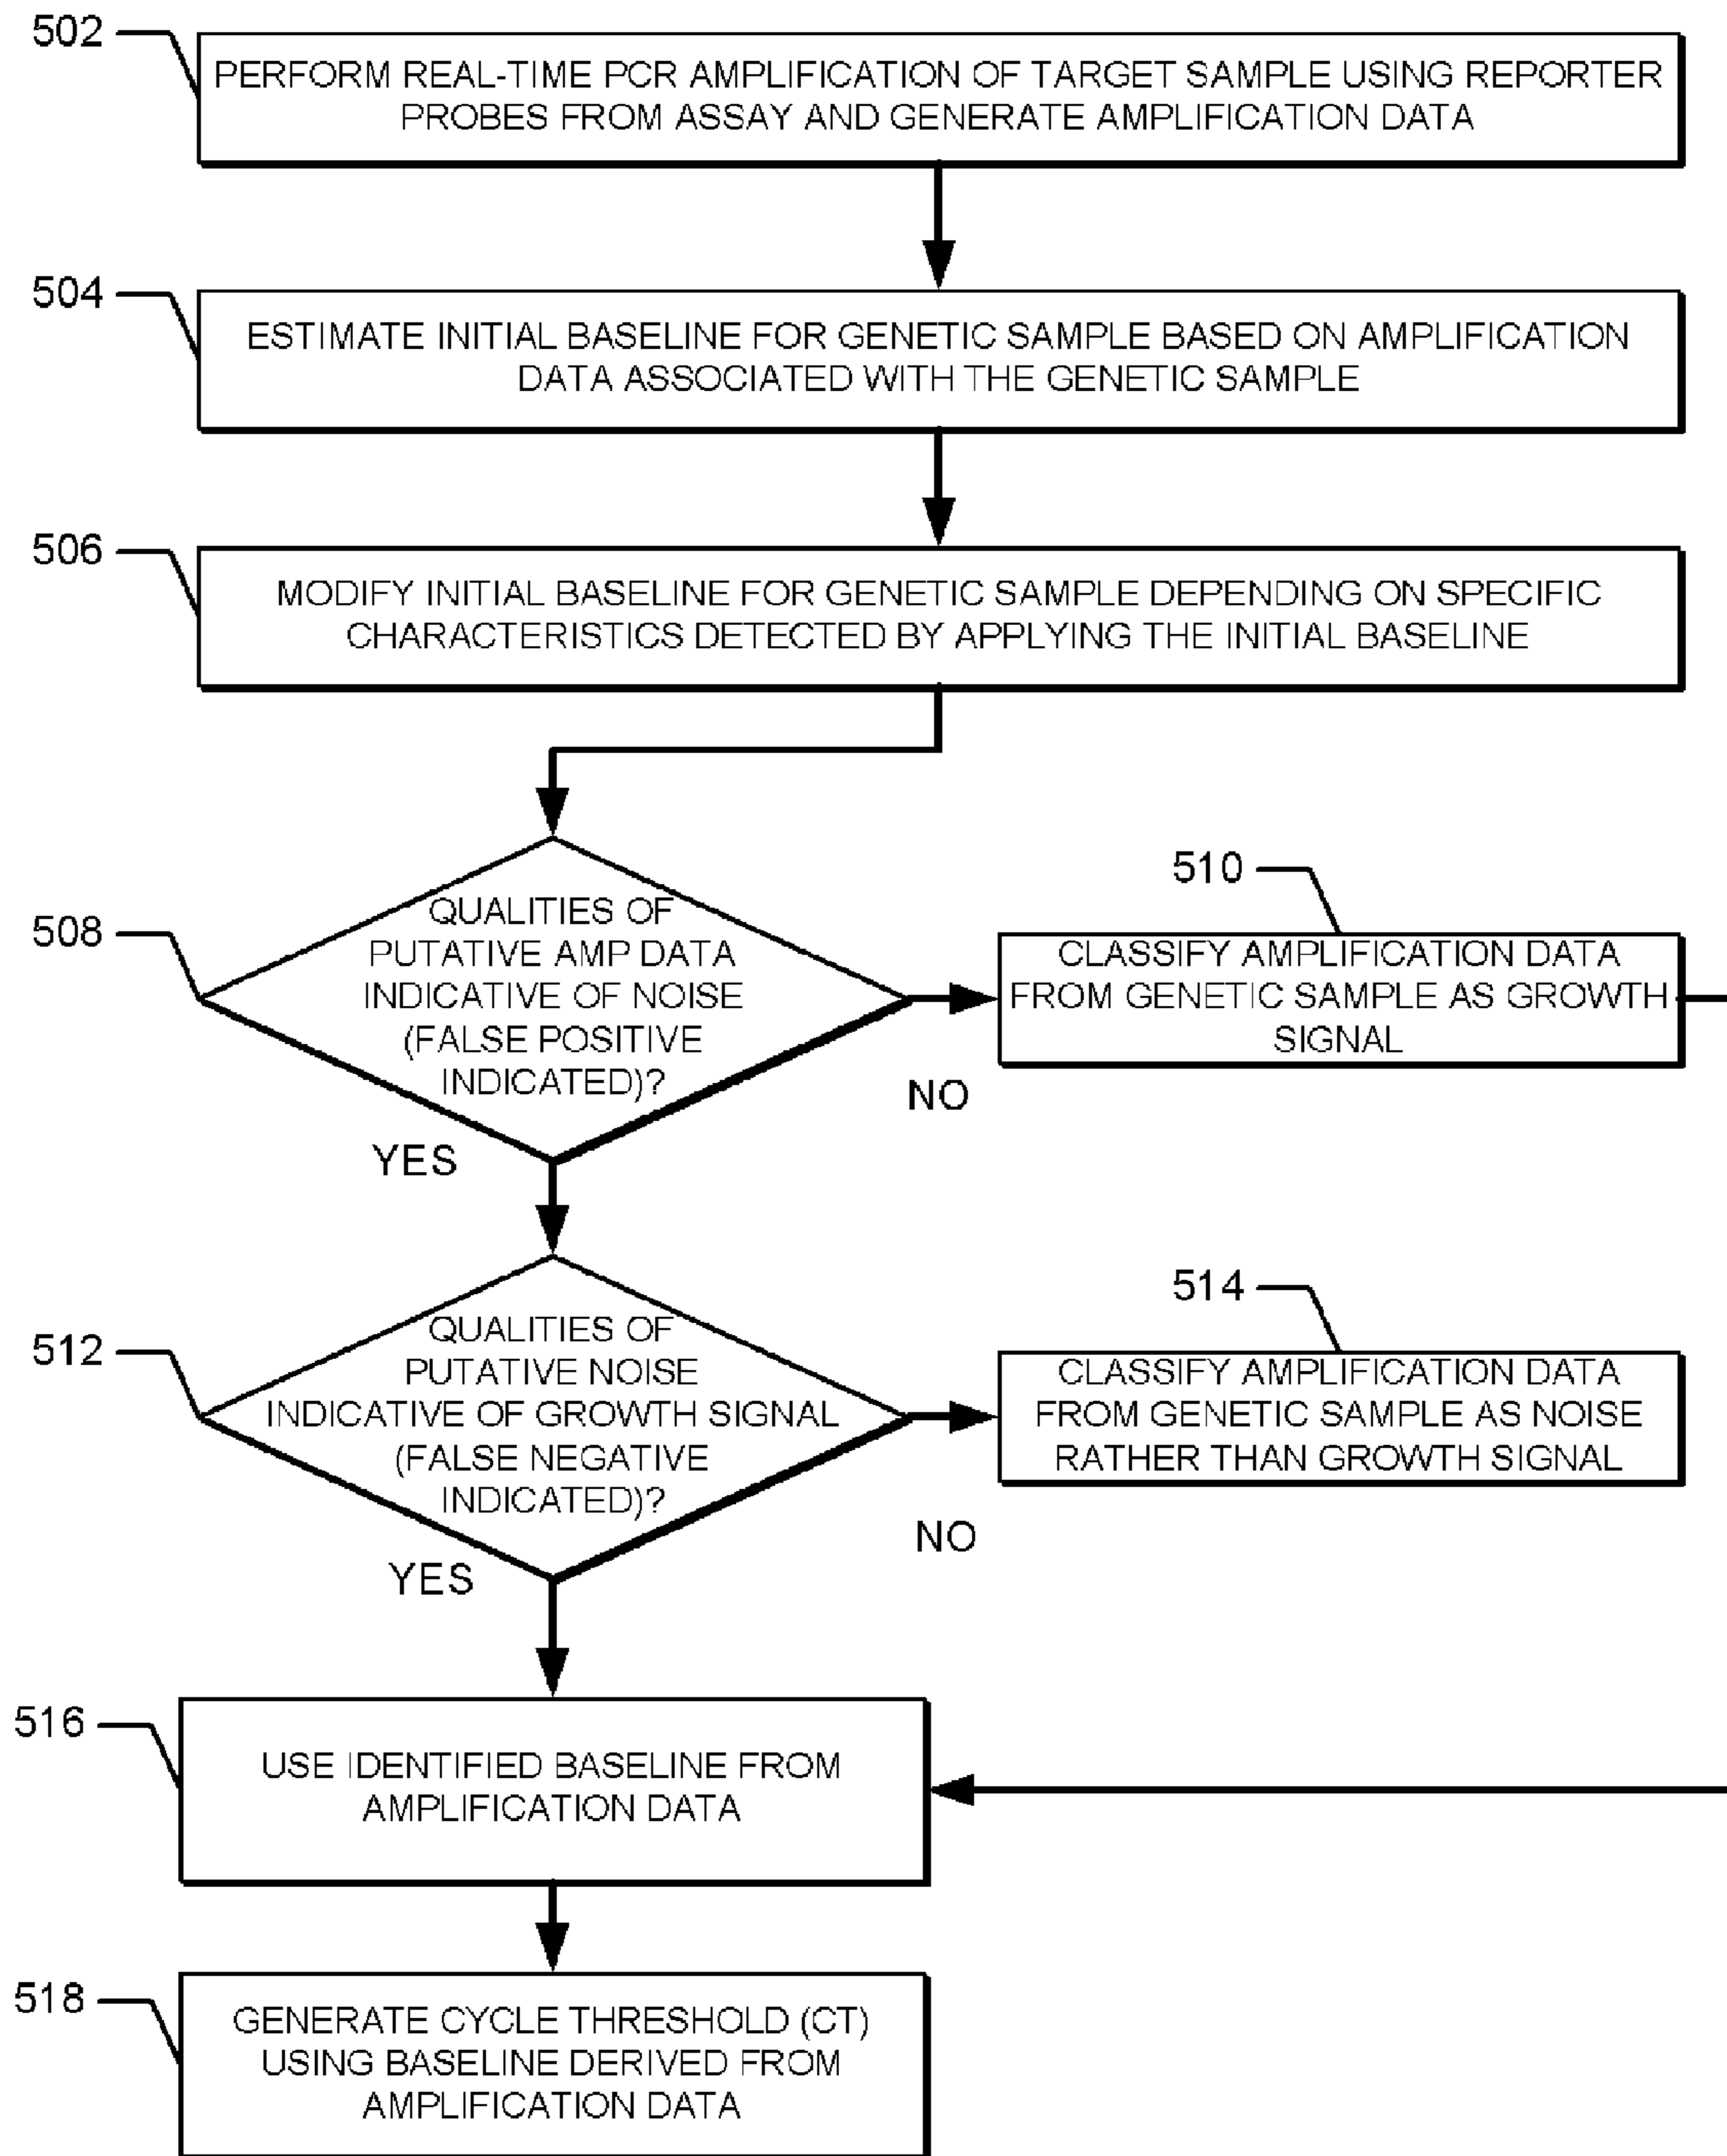 502
PERFORM REAL-TIME PCR AMPLIFICATION OF TARGET SAMPLE USING REPORTER
PROBES FROM ASSAY AND GENERATE AMPLIFICATION DATA
504
ESTIMATE INITIAL BASELINE FOR GENETIC SAMPLE BASED ON AMPLIFICATION
DATA ASSOCIATED WITH THE GENETIC SAMPLE
506
MODIFY INITIAL BASELINE FOR GENETIC SAMPLE DEPENDING ON SPECIFIC
CHARACTERISTICS DETECTED BY APPLYING THE INITIAL BASELINE
508
QUALITIES OF
PUTATIVE AMP DATA
INDICATIVE OF NOISE
(FALSE POSITIVE
INDICATED)?
YES
NO
510
CLASSIFY AMPLIFICATION DATA
FROM GENETIC SAMPLE AS GROWTH
SIGNAL
512
QUALITIES OF
PUTATIVE NOISE
INDICATIVE OF GROWTH SIGNAL
(FALSE NEGATIVE
INDICATED)?
YES
NO
514
CLASSIFY AMPLIFICATION DATA
FROM GENETIC SAMPLE AS NOISE
RATHER THAN GROWTH SIGNAL
516
USE IDENTIFIED BASELINE FROM
AMPLIFICATION DATA
518
GENERATE CYCLE THRESHOLD (CT)
USING BASELINE DERIVED FROM
AMPLIFICATION DATA